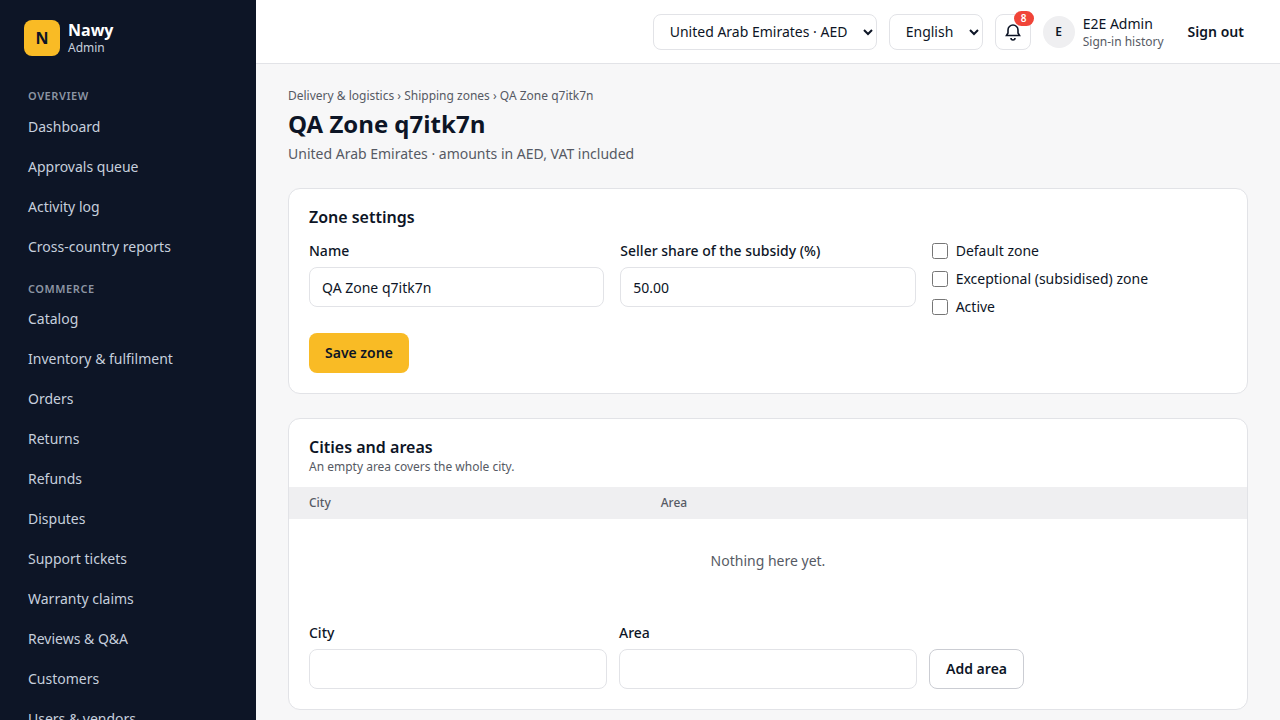 N
Nawy
Admin
OVERVIEW
Dashboard
Approvals queue
Activity log
Cross-country reports
COMMERCE
Catalog
Inventory & fulfilment
Orders
Returns
Refunds
Disputes
Support tickets
Warranty claims
Reviews & Q&A
Customers
Users & vendors
United Arab Emirates · AED
English
8
E
E2E Admin
Sign-in history
Sign out
Delivery & logistics › Shipping zones › QA Zone q7itk7n
QA Zone q7itk7n
United Arab Emirates · amounts in AED, VAT included
Zone settings
Name
QA Zone q7itk7n
Seller share of the subsidy (%)
50.00
Default zone
Exceptional (subsidised) zone
Active
Save zone
Cities and areas
An empty area covers the whole city.
City Area
Nothing here yet.
City
Area
Add area